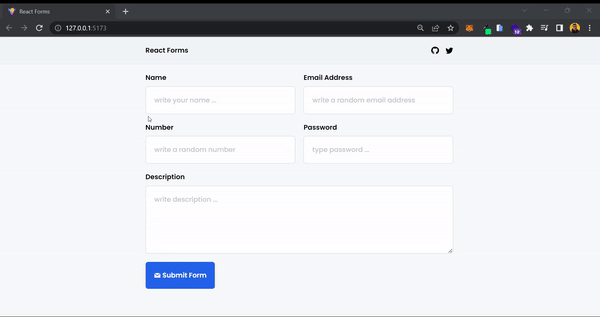 React Forms
127.0.0.1:5173
React Forms
Name
Email Address
write your name ...
write a random email address
Number
Password
write a random number
type password ...
Description
write description ...
Submit Form